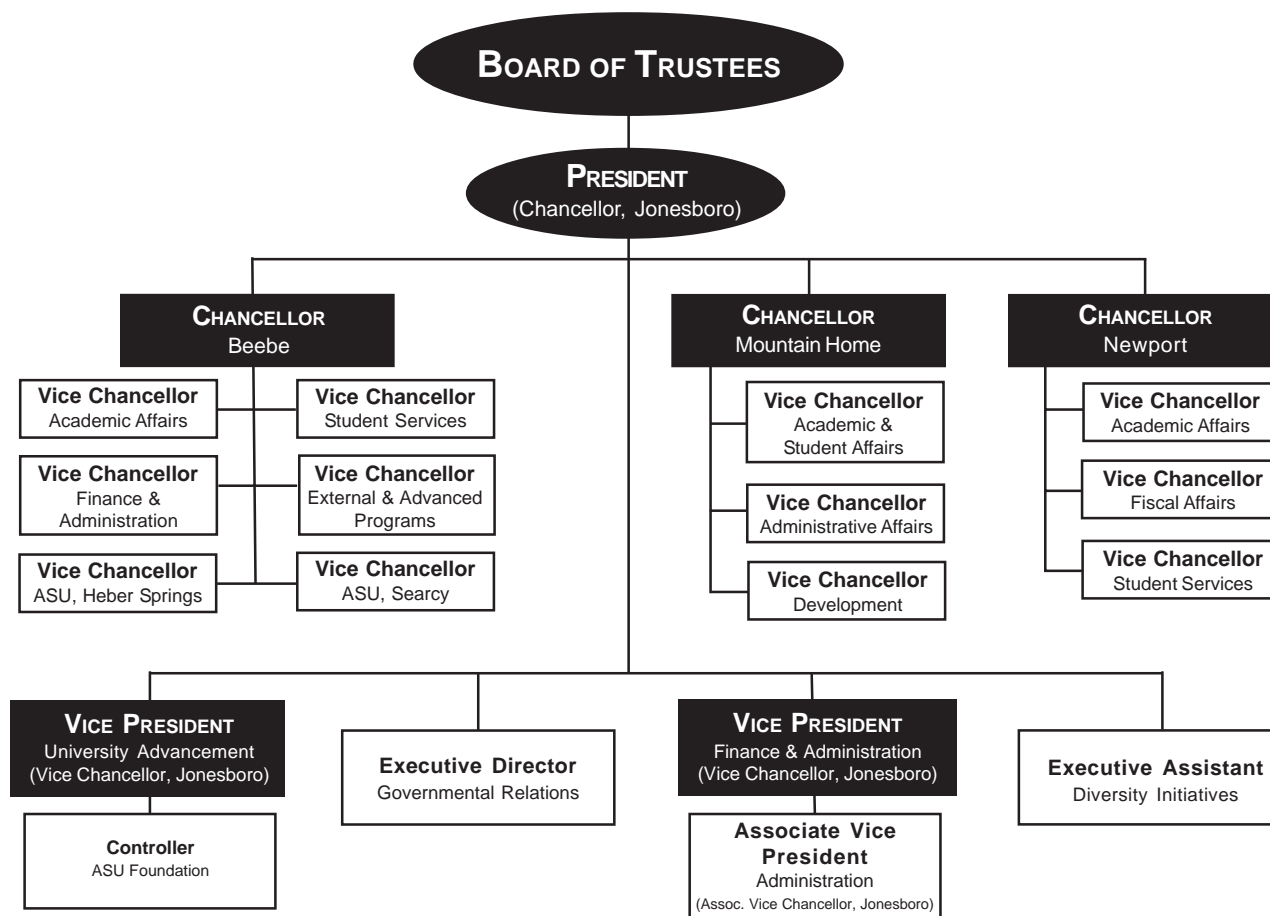 BOARD OF TRUSTEES
PRESIDENT
(Chancellor, Jonesboro)
CHANCELLOR
Beebe
CHANCELLOR
Mountain Home
CHANCELLOR
Newport
Vice Chancellor
Academic Affairs
Vice Chancellor
Student Services
Vice Chancellor
Finance &
Administration
Vice Chancellor
External & Advanced
Programs
Vice Chancellor
ASU, Heber Springs
Vice Chancellor
ASU, Searcy
Vice Chancellor
Academic &
Student Affairs
Vice Chancellor
Administrative Affairs
Vice Chancellor
Development
Vice Chancellor
Academic Affairs
Vice Chancellor
Fiscal Affairs
Vice Chancellor
Student Services
VICE PRESIDENT
University Advancement
(Vice Chancellor, Jonesboro)
Controller
ASU Foundation
Executive Director
Governmental Relations
VICE PRESIDENT
Finance & Administration
(Vice Chancellor, Jonesboro)
Associate Vice
President
Administration
(Assoc. Vice Chancellor, Jonesboro)
Executive Assistant
Diversity Initiatives